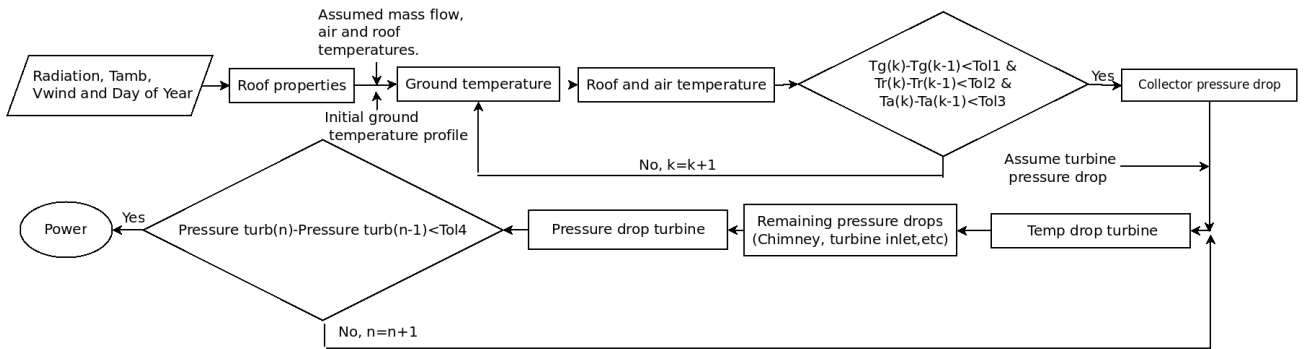 Assumed mass flow,
air and roof
temperatures.
Radiation, Tamb,
Vwind and Day of Year
Roof properties
Ground temperature
Roof and air temperature
Tg(k)-Tg(k-1)<Tol1 &
Tr(k)-Tr(k-1)<Tol2 &
Ta(k)-Ta(k-1)<Tol3
Yes
Collector pressure drop
Initial ground
temperature profile
No, k=k+1
Assume turbine
pressure drop
Power
Yes
Pressure turb(n)-Pressure turb(n-1)<Tol4
Pressure drop turbine
Remaining pressure drops
(Chimney, turbine inlet,etc)
Temp drop turbine
No, n=n+1